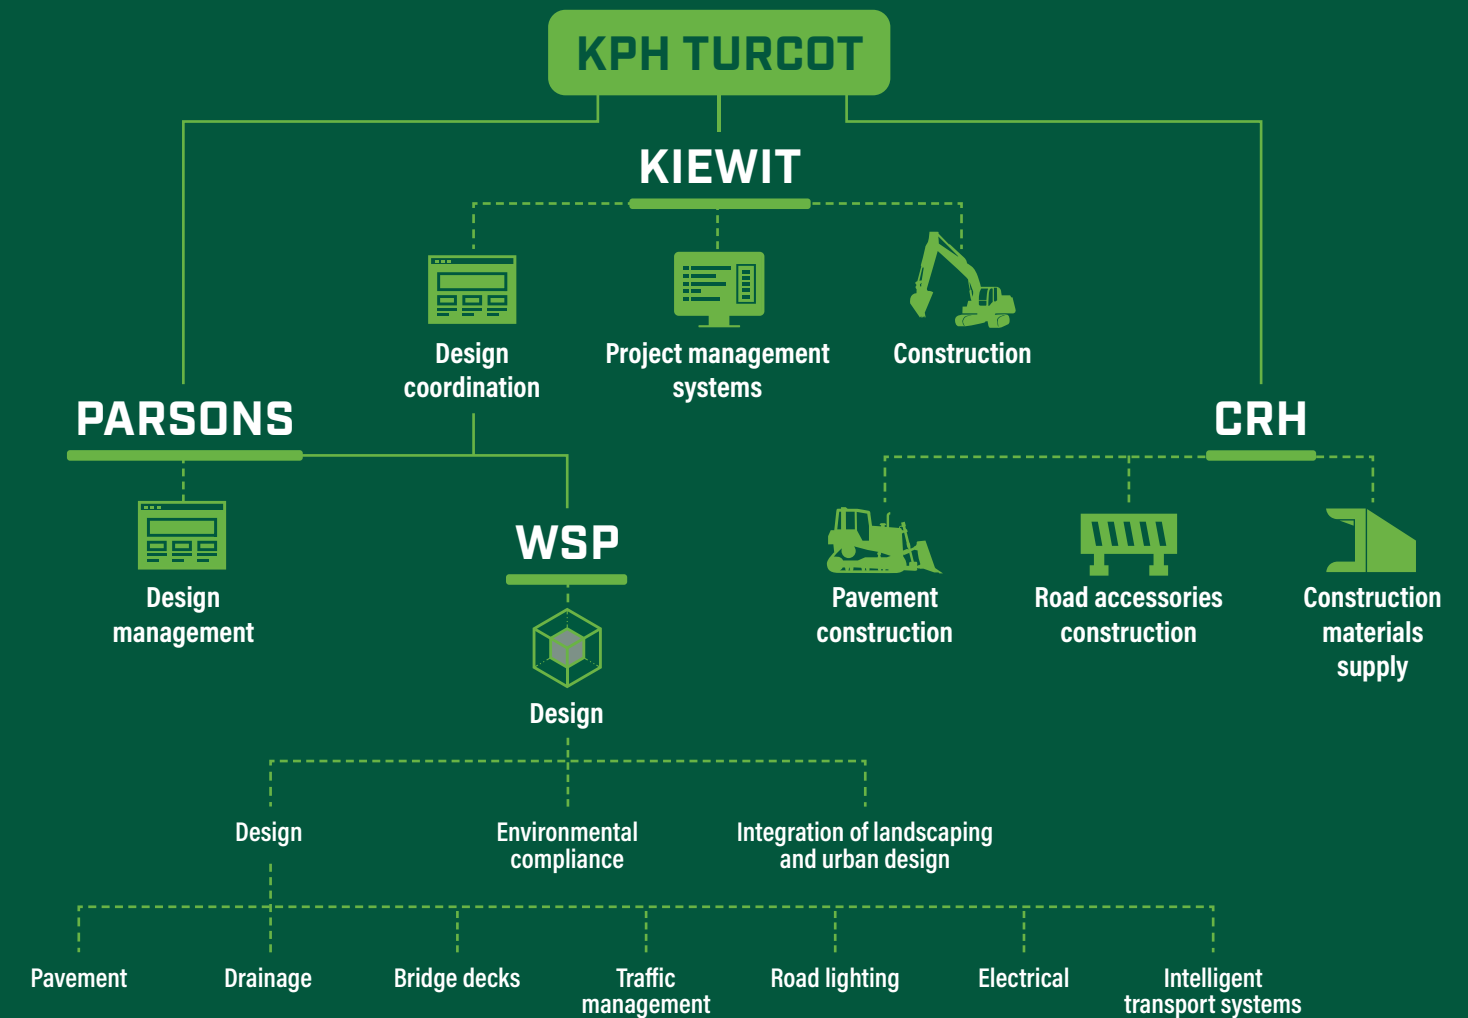 KPH TURCOT
KIEWIT
Design
coordination
Project management
systems
Construction
PARSONS
CRH
Design
management
WSP
Design
Pavement
construction
Road accessories
construction
Construction
materials
supply
Design
Environmental
compliance
Integration of landscaping
and urban design
Pavement
Drainage
Bridge decks
Traffic
management
Road lighting
Electrical
Intelligent
transport systems